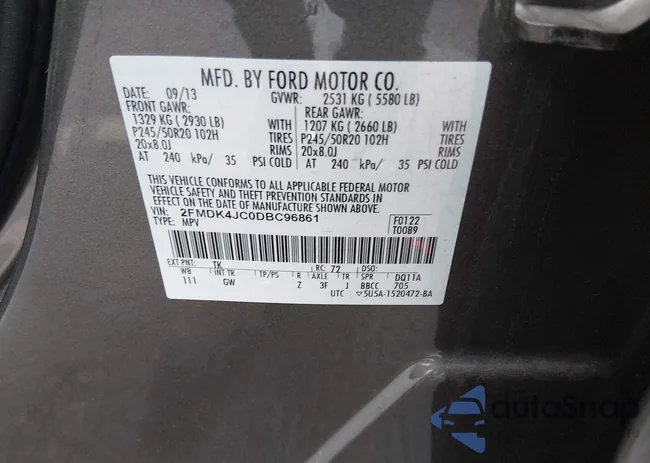 MFD. BY FORD MOTOR CO.
DATE: 09/13 GVWR: 2531 KG ( 5580 LB)
FRONT GAWR: REAR GAWR:
1329 KG ( 2930 LB) WITH 1207 KG ( 2660 LB) WITH
P245/50R20 102H TIRES P245/50R20 102H TIRES
20x8.0J RIMS 20x8.0J RIMS
AT 240 kPa/ 35 PSI COLD AT 240 kPa/ 35 PSI COLD
THIS VEHICLE CONFORMS TO ALL APPLICABLE FEDERAL MOTOR
VEHICLE SAFETY AND THEFT PREVENTION STANDARDS IN
EFFECT ON THE DATE OF MANUFACTURE SHOWN ABOVE.
VIN: 2FMDK4JC0DBC96861 F0122
TYPE: MPV T0089
EXT PNT: TK RC: 72 DSO:
WB INT TR TP/PS R AXLE TR SPR DQ11A
111 GW Z 3F J BBCC 705
UTC ▽5USA-1520472-BA
autoSnap